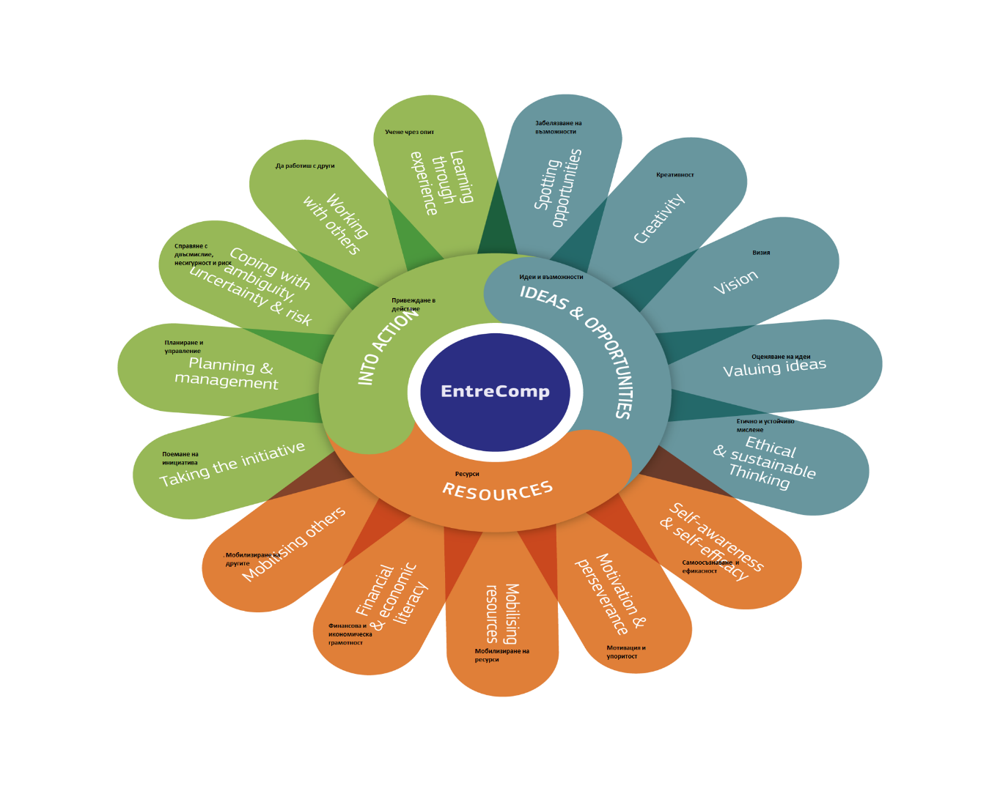 Учене чрез опит
Learning
through
experience
Забелязване на
възможности
Spotting
opportunities
Креативност
Creativity
Визия
Vision
Оценяване на идеи
Valuing ideas
Етично и устойчиво
мислене
Ethical
& sustainable
Thinking
Самоосъзнаване и
ефикасност
Self-awareness
& self-efficacy
Мотивация и
упоритост
Motivation &
perseverance
Мобилизиране на
ресурси
Mobilising
resources
Финансова и
икономическа
грамотност
Financial
& economic
literacy
. Мобилизиране на
другите
Mobilising others
Поемане на
инициатива
Taking the initiative
Планиране и
управление
Planning &
management
Справяне с
двъсмислие,
несигурност и риск
Coping with
ambiguity,
uncertainty & risk
.Да работиш с други
Working
with others
Привеждане в
действие
INTO ACTION
Идеи и възможности
IDEAS & OPPORTUNITIES
Ресурси
RESOURCES
EntreComp